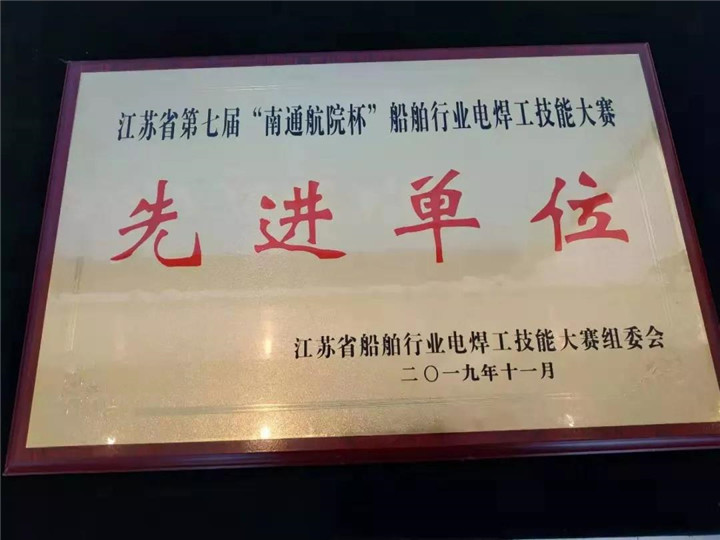 江苏省第七届“南通航院杯”船舶行业电焊工技能大赛
先进单位
江苏省船舶行业电焊工技能大赛组委会
二〇一九年十一月